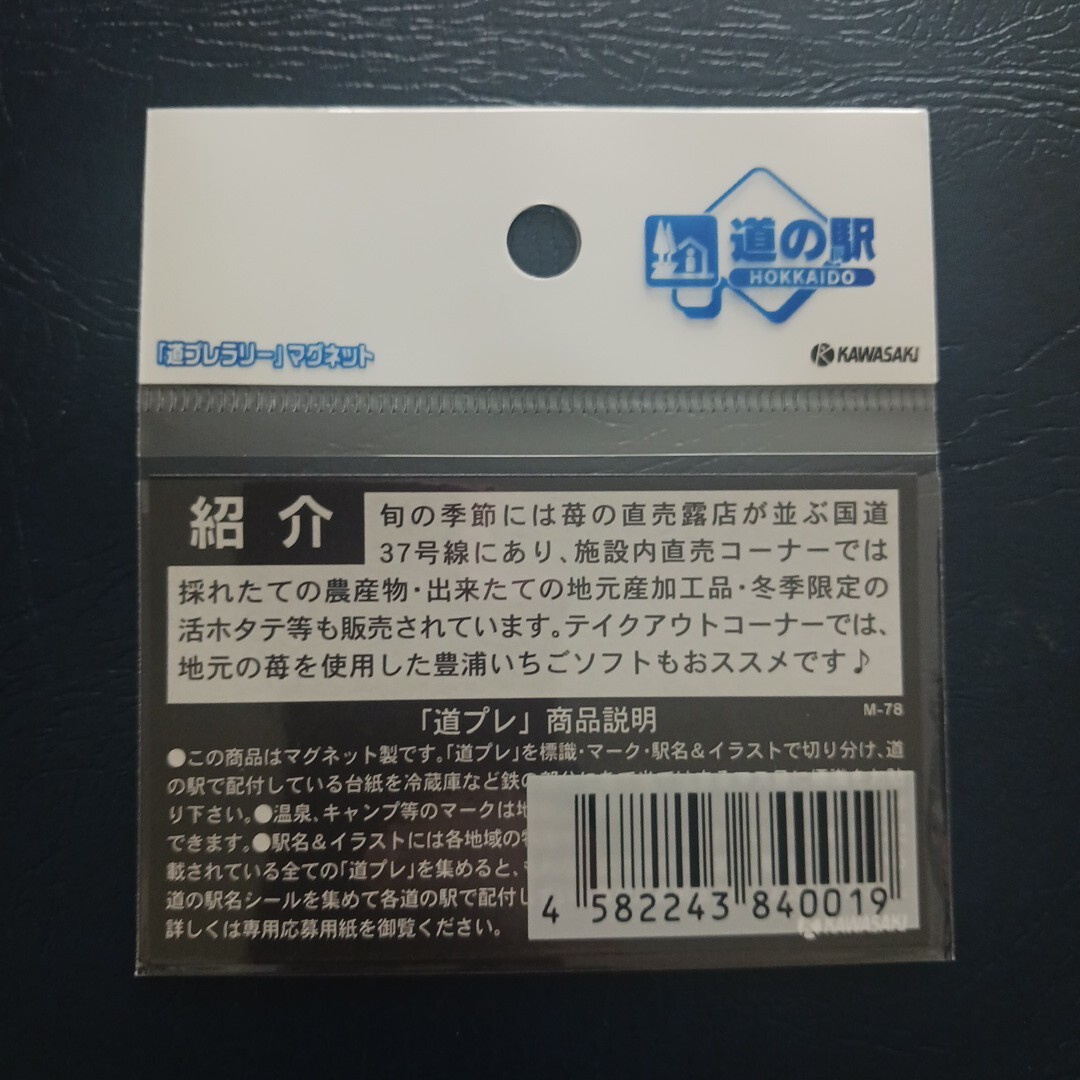 道の駅
HOKKAIDO
「道プレラリー」マグネット
KAWASAKI
紹介
旬の季節には苺の直売露店が並ぶ国道
37号線にあり、施設内直売コーナーでは
採れたての農産物・出来たての地元産加工品・冬季限定の
活ホタテ等も販売されています。テイクアウトコーナーでは、
地元の苺を使用した豊浦いちごソフトもおススメです♪
M-78
「道プレ」商品説明
●この商品はマグネット製です。「道プレ」を標識・マーク・駅名&イラストで切り分け、道
の駅で配付している台紙を冷蔵庫など鉄の
り下さい。●温泉、キャンプ等のマークは地
できます。●駅名&イラストには各地域の特
載されている全ての「道プレ」を集めると、
道の駅名シールを集めて各道の駅で配付し
詳しくは専用応募用紙を御覧ください。
4 582243 840019
KAWASAKI